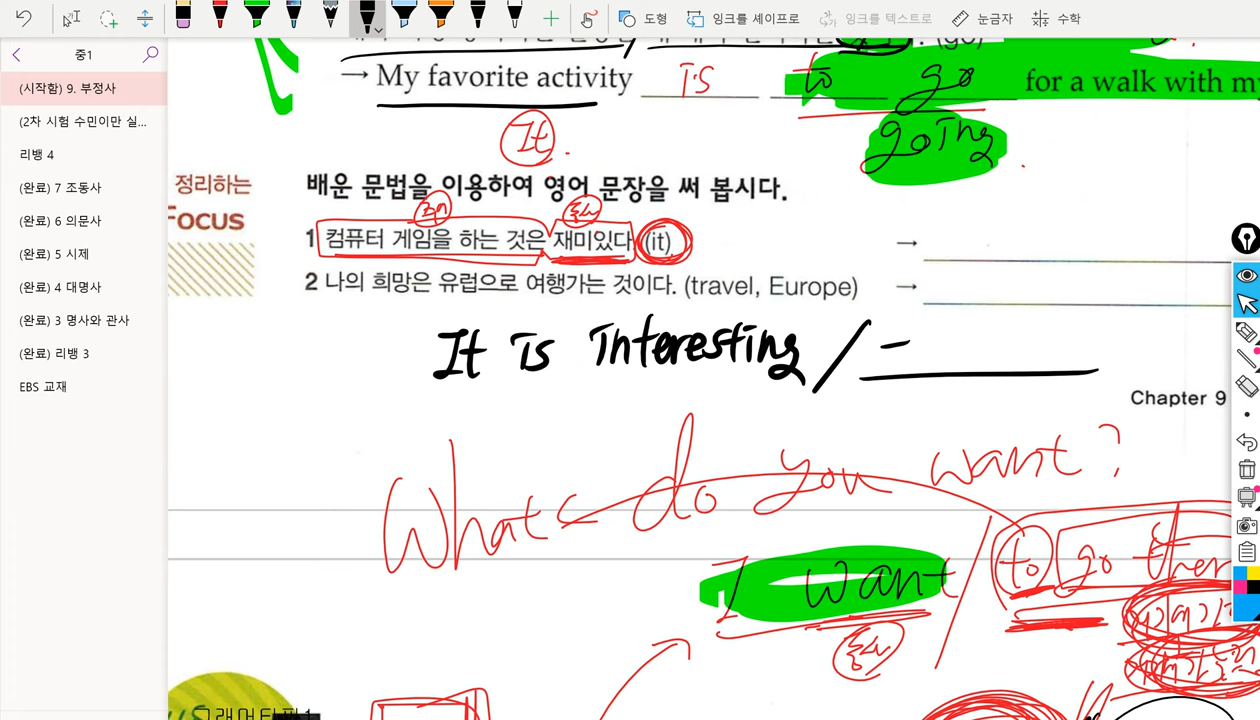 도형 잉크를 셰이프로 잉크를 텍스트로 눈금자 수학
중1
(시작함) 9. 부정사
(2차 시험 수민이만 실...
리뱅 4
(완료) 7 조동사
(완료) 6 의문사
(완료) 5 시제
(완료) 4 대명사
(완료) 3 명사와 관사
(완료) 리뱅 3
EBS 교재
(go)
→ My favorite activity is to go for a walk with my
It. going.
정리하는
Focus
배운 문법을 이용하여 영어 문장을 써 봅시다.
동사
1 컴퓨터 게임을 하는 것은 재미있다 (it) →
2 나의 희망은 유럽으로 여행가는 것이다. (travel, Europe) →
It is interesting /
Chapter 9
What do you want?
I want / to go ther
동사